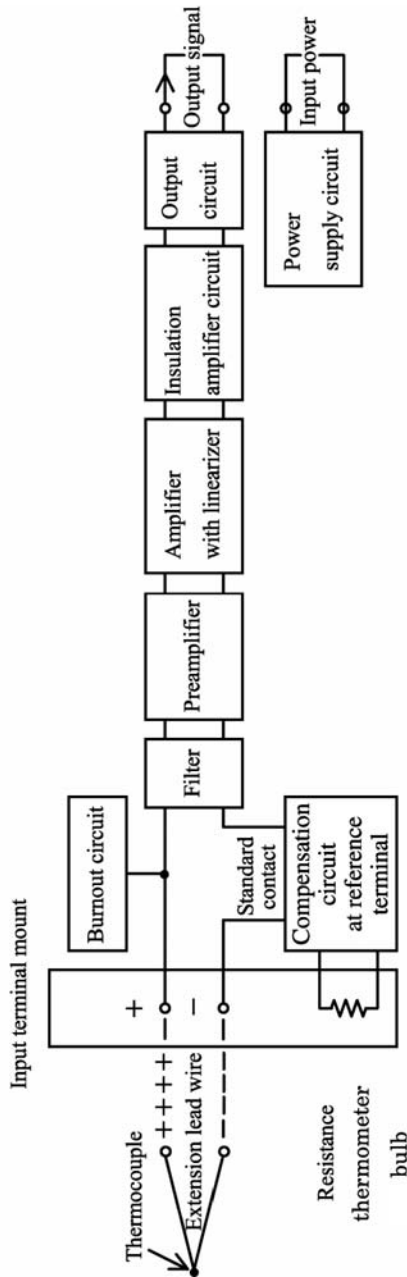 Input terminal mount
Thermocouple
+ + + + +
Extension lead wire
− − − − −
+
−
Resistance
thermometer
bulb
Burnout circuit
Standard
contact
Compensation
circuit
at reference
terminal
Filter
Preamplifier
Amplifier
with linearizer
Insulation
amplifier circuit
Output
circuit
Output signal
Power
supply circuit
Input power